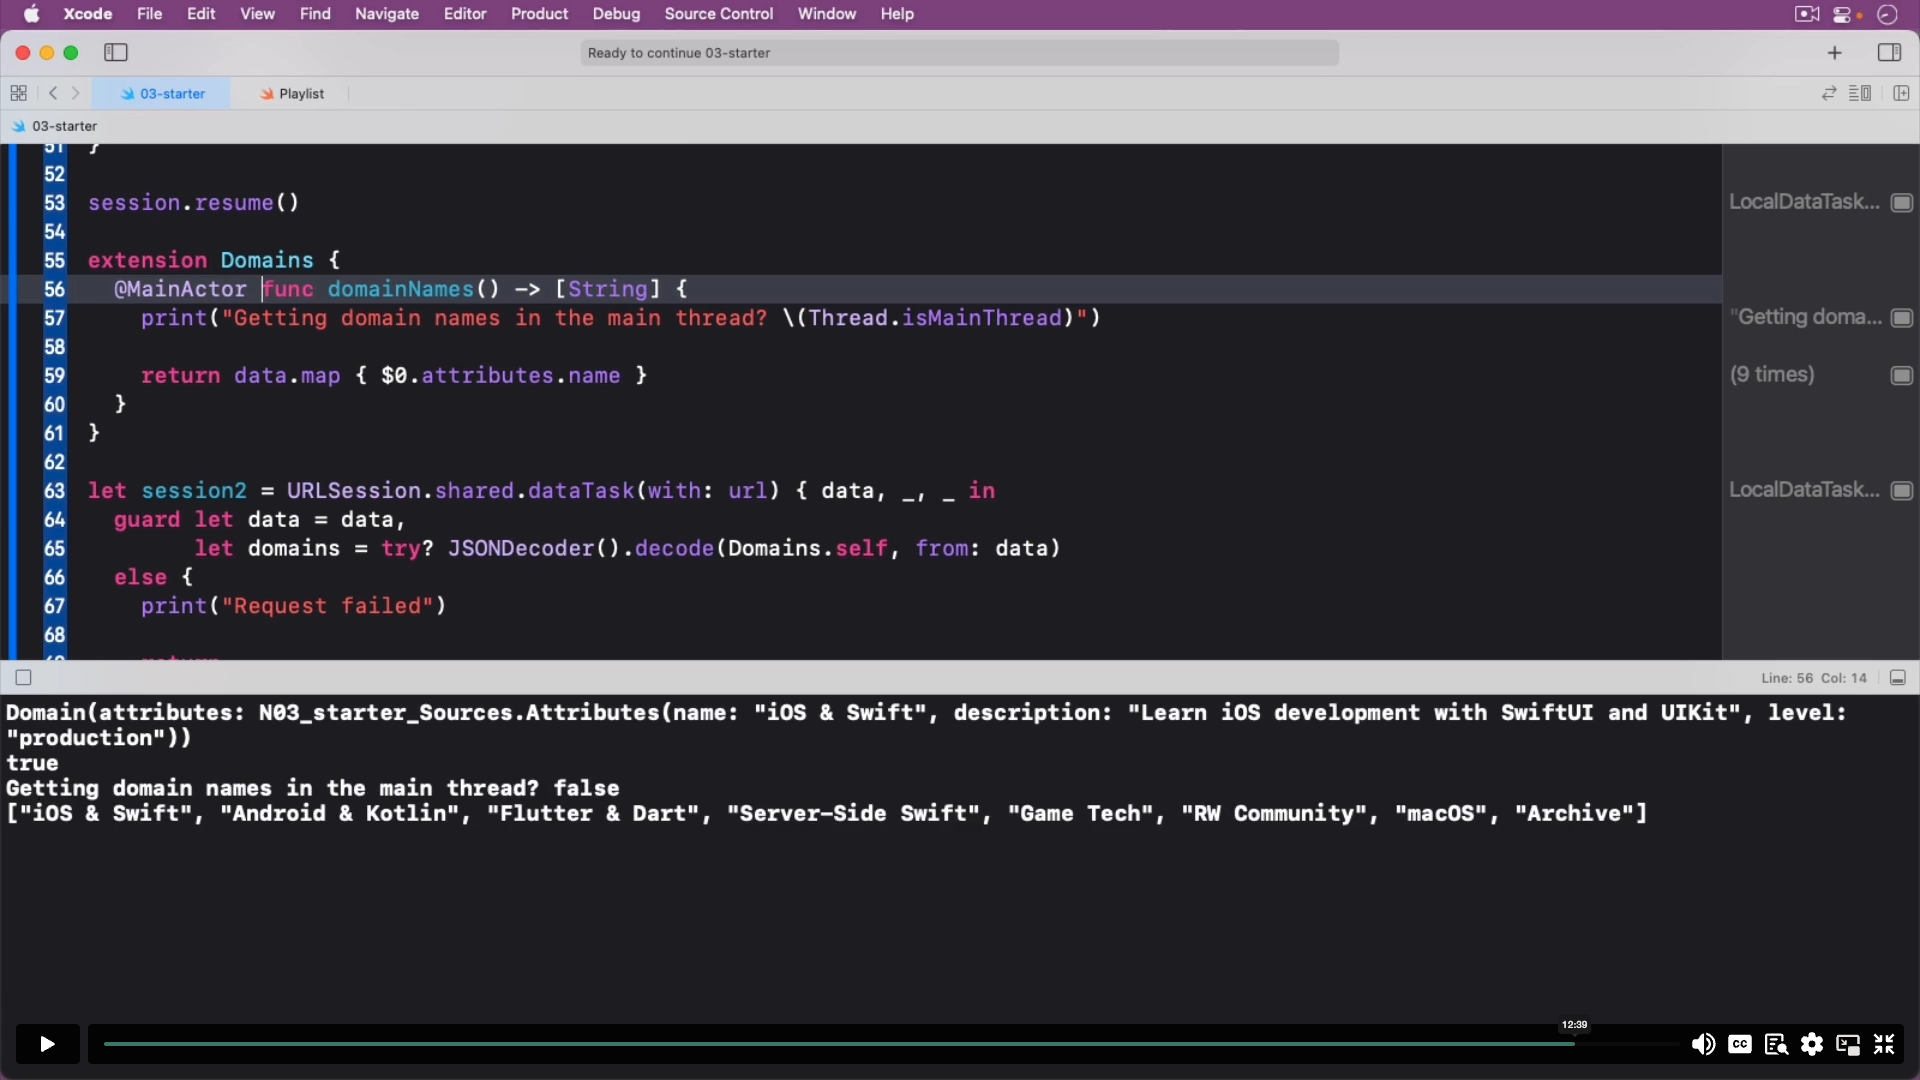 Xcode File Edit View Find Navigate Editor Product Debug Source Control Window Help
Ready to continue 03-starter
03-starter Playlist
03-starter
51 }
52
53 session.resume() LocalDataTask...
54
55 extension Domains {
56 @MainActor func domainNames() -> [String] {
57 print("Getting domain names in the main thread? \(Thread.isMainThread)") "Getting doma...
58
59 return data.map { $0.attributes.name } (9 times)
60 }
61 }
62
63 let session2 = URLSession.shared.dataTask(with: url) { data, _, _ in LocalDataTask...
64 guard let data = data,
65 let domains = try? JSONDecoder().decode(Domains.self, from: data)
66 else {
67 print("Request failed")
68
69 return
Line: 56 Col: 14
Domain(attributes: N03_starter_Sources.Attributes(name: "iOS & Swift", description: "Learn iOS development with SwiftUI and UIKit", level:
"production"))
true
Getting domain names in the main thread? false
["iOS & Swift", "Android & Kotlin", "Flutter & Dart", "Server-Side Swift", "Game Tech", "RW Community", "macOS", "Archive"]
12:39
CC